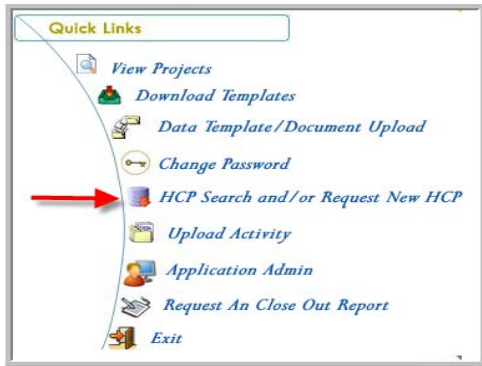 Quick Links
View Projects
Download Templates
Data Template/Document Upload
Change Password
HCP Search and/or Request New HCP
Upload Activity
Application Admin
Request An Close Out Report
Exit